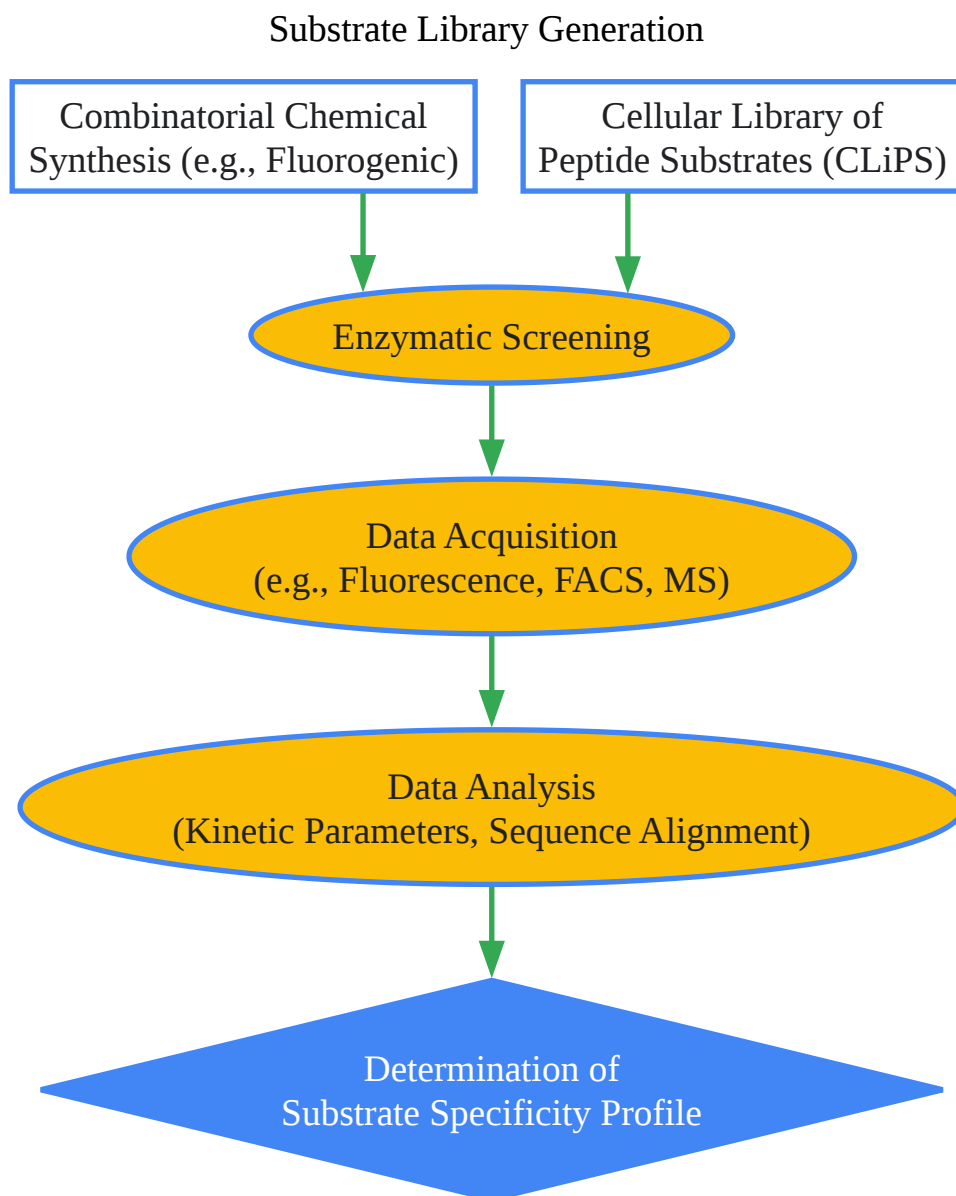 Substrate Library Generation
Combinatorial Chemical
Synthesis (e.g., Fluorogenic)
Cellular Library of
Peptide Substrates (CLiPS)
Enzymatic Screening
Data Acquisition
(e.g., Fluorescence, FACS, MS)
Data Analysis
(Kinetic Parameters, Sequence Alignment)
Determination of
Substrate Specificity Profile